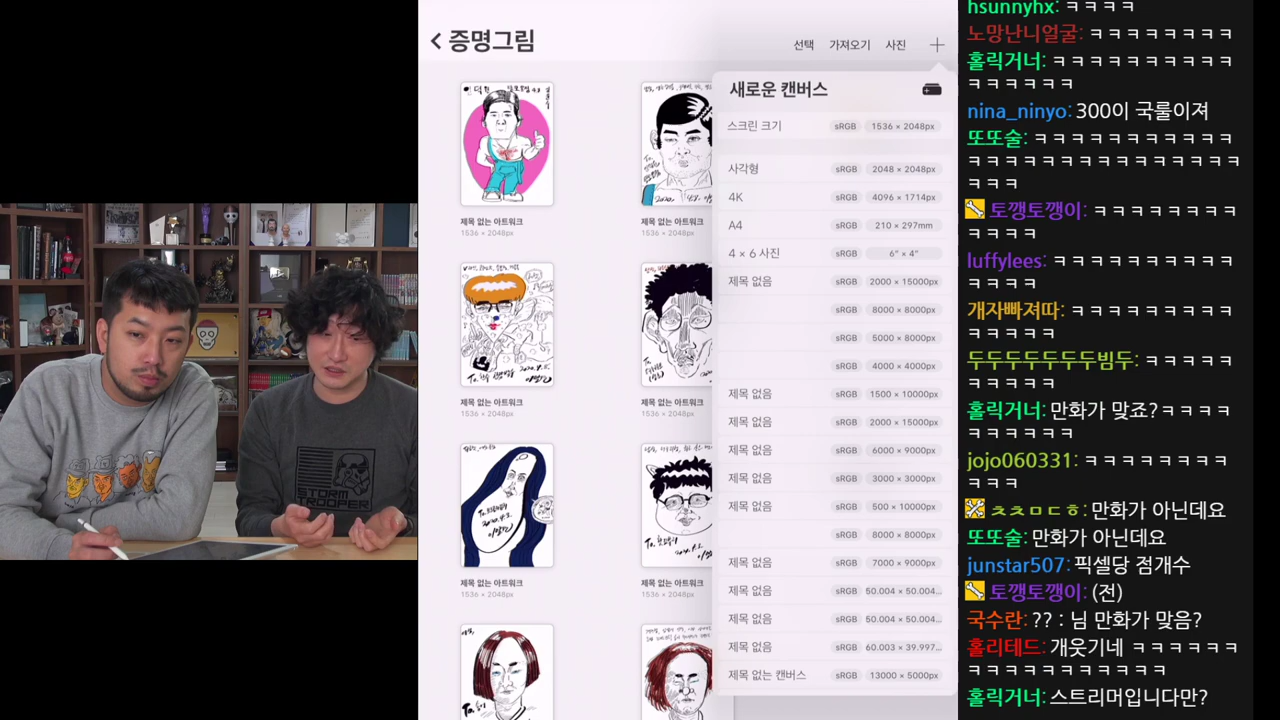 증명그림
선택
가져오기
사진
새로운 캔버스
스크린 크기 sRGB 1536 × 2048px
사각형 sRGB 2048 × 2048px
4K sRGB 4096 × 1714px
A4 sRGB 210 × 297mm
4 × 6 사진 sRGB 6" × 4"
제목 없음 sRGB 2000 × 15000px
sRGB 8000 × 8000px
sRGB 5000 × 8000px
sRGB 4000 × 4000px
제목 없음 sRGB 1500 × 10000px
제목 없음 sRGB 2000 × 15000px
제목 없음 sRGB 6000 × 9000px
제목 없음 sRGB 3000 × 3000px
제목 없음 sRGB 500 × 10000px
sRGB 8000 × 8000px
제목 없음 sRGB 7000 × 9000px
제목 없음 sRGB 50.004 × 50.004...
제목 없음 sRGB 50.004 × 50.004...
제목 없음 sRGB 60.003 × 39.997...
제목 없는 캔버스 sRGB 13000 × 5000px
제목 없는 아트워크
1536 × 2048px
제목 없는 아트워크
1536 × 2048px
제목 없는 아트워크
1536 × 2048px
제목 없는 아트워크
1536 × 2048px
제목 없는 아트워크
1536 × 2048px
제목 없는 아트워크
1536 × 2048px
STORM
TROOPER
hsunnyhx: ㅋㅋㅋㅋ
노망난니얼굴: ㅋㅋㅋㅋㅋㅋㅋㅋ
홀릭거너: ㅋㅋㅋㅋㅋㅋㅋㅋㅋㅋ
ㅋㅋㅋㅋㅋㅋ
nina_ninyo: 300이 국룰이져
또또술: ㅋㅋㅋㅋㅋㅋㅋㅋㅋㅋㅋ
ㅋㅋㅋㅋㅋㅋㅋㅋㅋㅋㅋㅋㅋㅋㅋ
ㅋㅋㅋ
토깽토깽이: ㅋㅋㅋㅋㅋㅋㅋㅋ
ㅋㅋㅋㅋ
luffylees: ㅋㅋㅋㅋㅋㅋㅋㅋㅋㅋ
ㅋㅋㅋㅋ
개자빠져따: ㅋㅋㅋㅋㅋㅋㅋㅋㅋ
ㅋㅋㅋㅋㅋ
두두두두두두두빔두: ㅋㅋㅋㅋㅋ
ㅋㅋㅋㅋㅋ
홀릭거너: 만화가 맞죠?ㅋㅋㅋㅋ
ㅋㅋㅋㅋㅋㅋ
jojo060331: ㅋㅋㅋㅋㅋㅋㅋㅋ
ㅋㅋㅋ
ㅊㅊㅁㄷㅎ: 만화가 아닌데요
또또술: 만화가 아닌데요
junstar507: 픽셀당 점개수
토깽토깽이: (전)
국수란: ?? : 님 만화가 맞음?
홀리테드: 개웃기네 ㅋㅋㅋㅋㅋㅋ
ㅋㅋㅋㅋㅋㅋㅋㅋㅋㅋㅋ
홀릭거너: 스트리머입니다만?